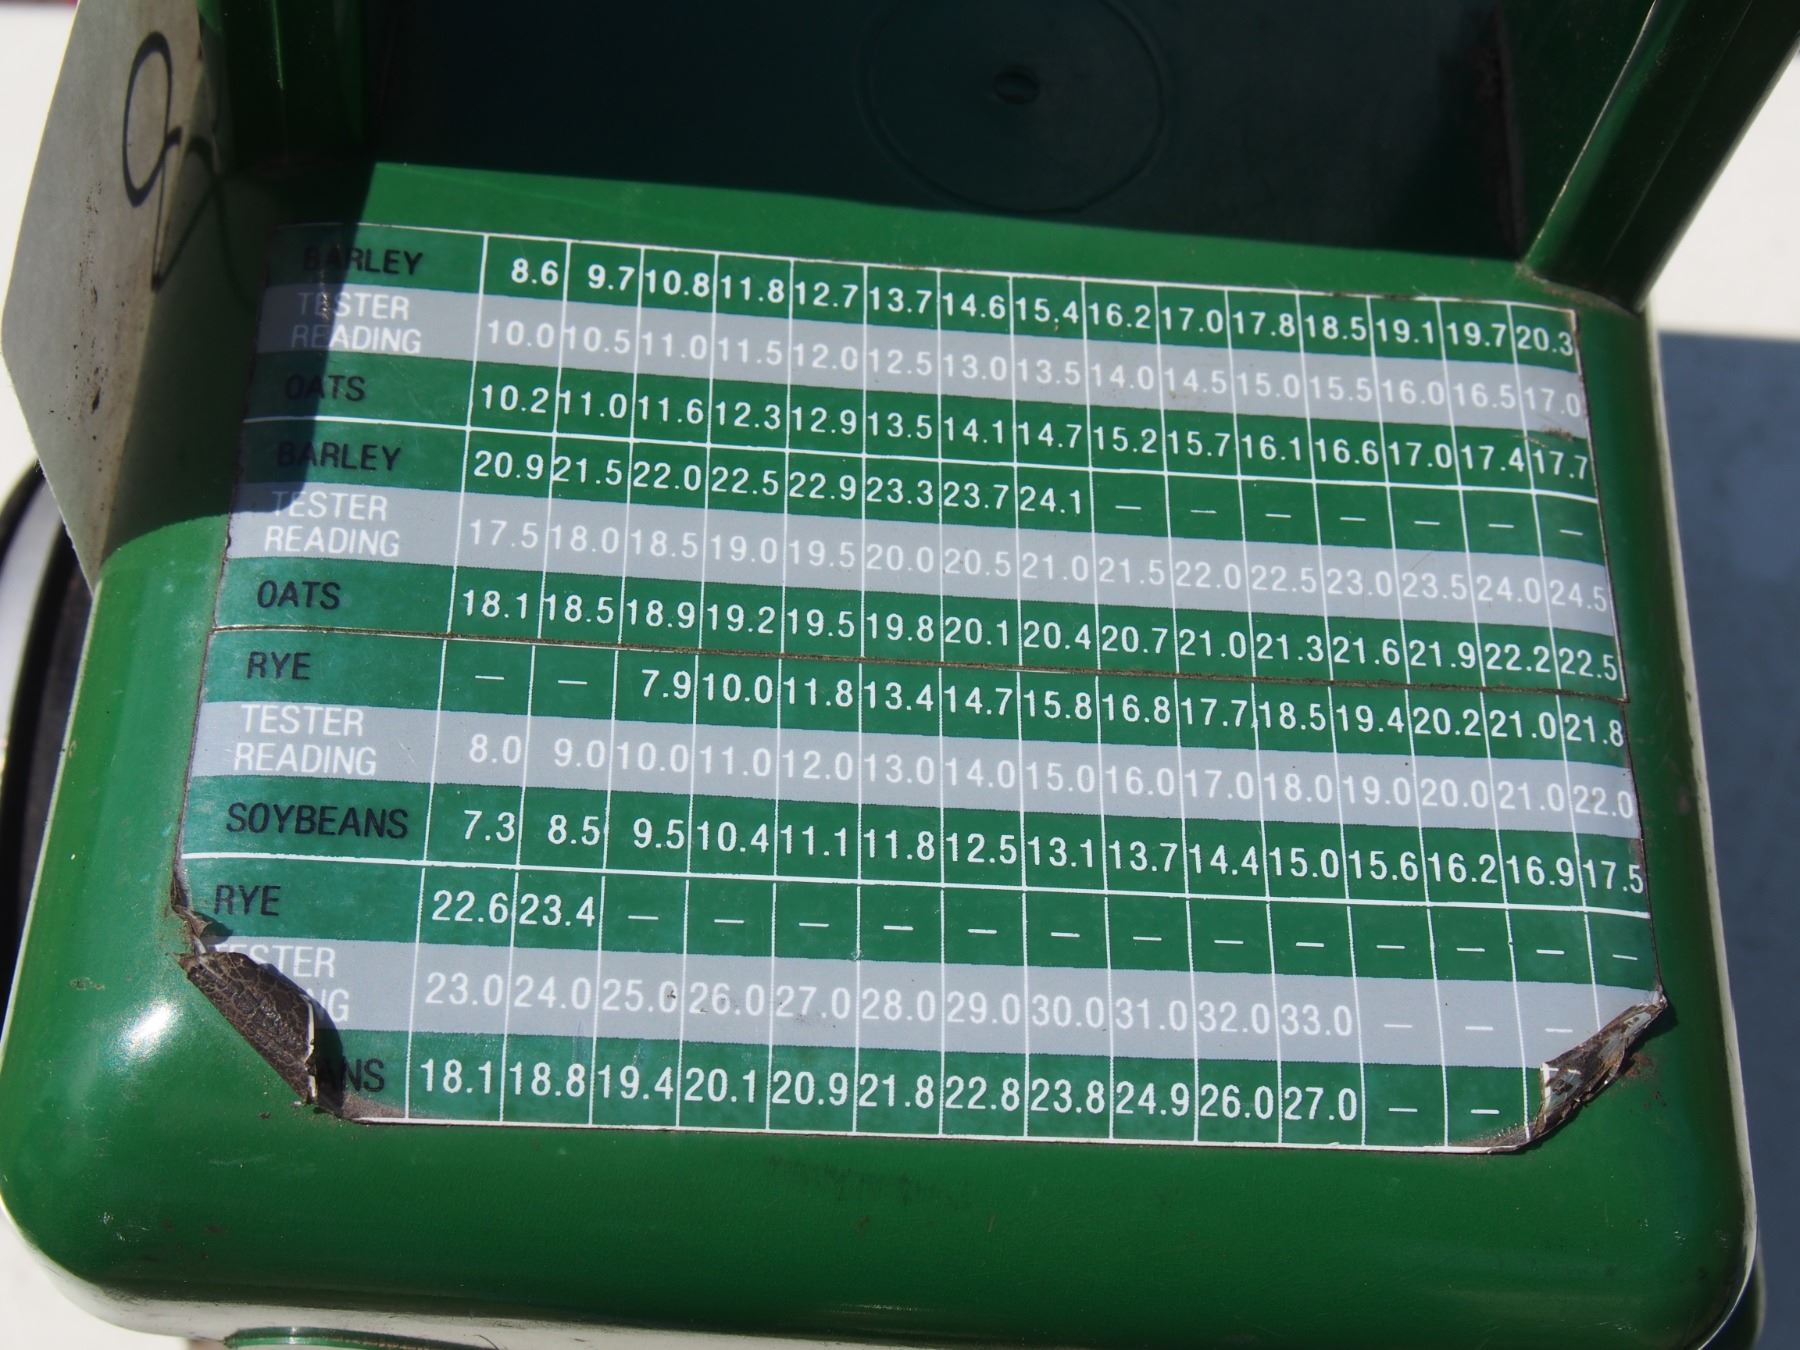 BARLEY 8.6 9.7 10.8 11.8 12.7 13.7 14.6 15.4 16.2 17.0 17.8 18.5 19.1 19.7 20.3
TESTER
READING 10.0 10.5 11.0 11.5 12.0 12.5 13.0 13.5 14.0 14.5 15.0 15.5 16.0 16.5 17.0
OATS 10.2 11.0 11.6 12.3 12.9 13.5 14.1 14.7 15.2 15.7 16.1 16.6 17.0 17.4 17.7
BARLEY 20.9 21.5 22.0 22.5 22.9 23.3 23.7 24.1 — — — — — — —
TESTER
READING 17.5 18.0 18.5 19.0 19.5 20.0 20.5 21.0 21.5 22.0 22.5 23.0 23.5 24.0 24.5
OATS 18.1 18.5 18.9 19.2 19.5 19.8 20.1 20.4 20.7 21.0 21.3 21.6 21.9 22.2 22.5
RYE — — 7.9 10.0 11.8 13.4 14.7 15.8 16.8 17.7 18.5 19.4 20.2 21.0 21.8
TESTER
READING 8.0 9.0 10.0 11.0 12.0 13.0 14.0 15.0 16.0 17.0 18.0 19.0 20.0 21.0 22.0
SOYBEANS 7.3 8.5 9.5 10.4 11.1 11.8 12.5 13.1 13.7 14.4 15.0 15.6 16.2 16.9 17.5
RYE 22.6 23.4 — — — — — — — — — — — — —
TESTER
23.0 24.0 25.0 26.0 27.0 28.0 29.0 30.0 31.0 32.0 33.0 — — —
18.1 18.8 19.4 20.1 20.9 21.8 22.8 23.8 24.9 26.0 27.0 — —